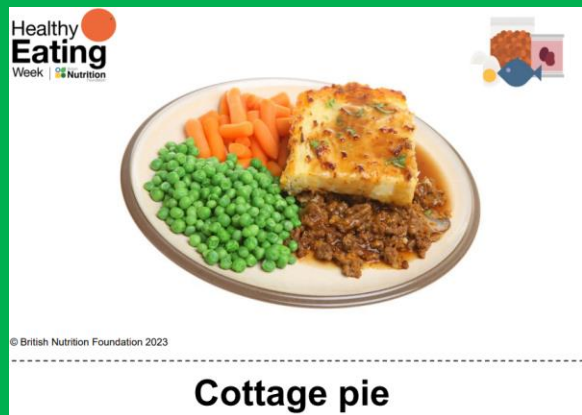 Healthy
Eating
Week
Nutrition
© British Nutrition Foundation 2023
Cottage pie